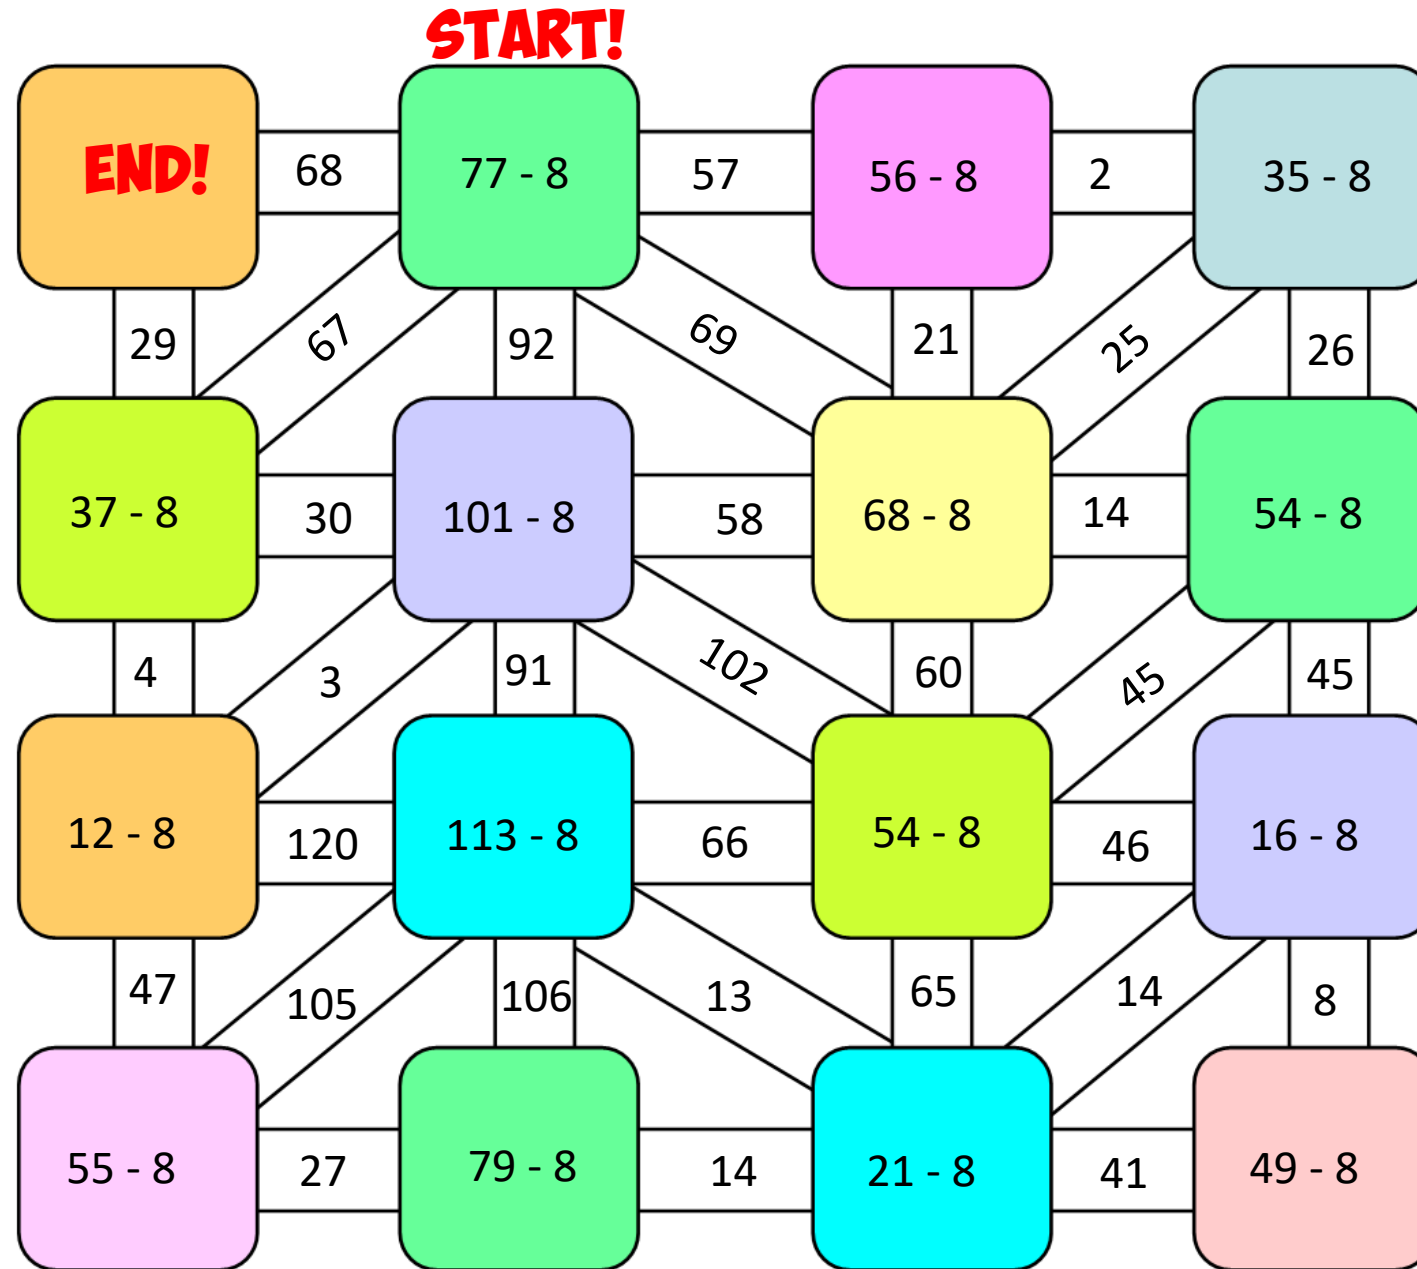 START!
END! 68 77 - 8 57 56 - 8 2 35 - 8
29 67 92 69 21 25 26
37 - 8 30 101 - 8 58 68 - 8 14 54 - 8
4 3 91 102 60 45 45
12 - 8 120 113 - 8 66 54 - 8 46 16 - 8
47 105 106 13 65 14 8
55 - 8 27 79 - 8 14 21 - 8 41 49 - 8